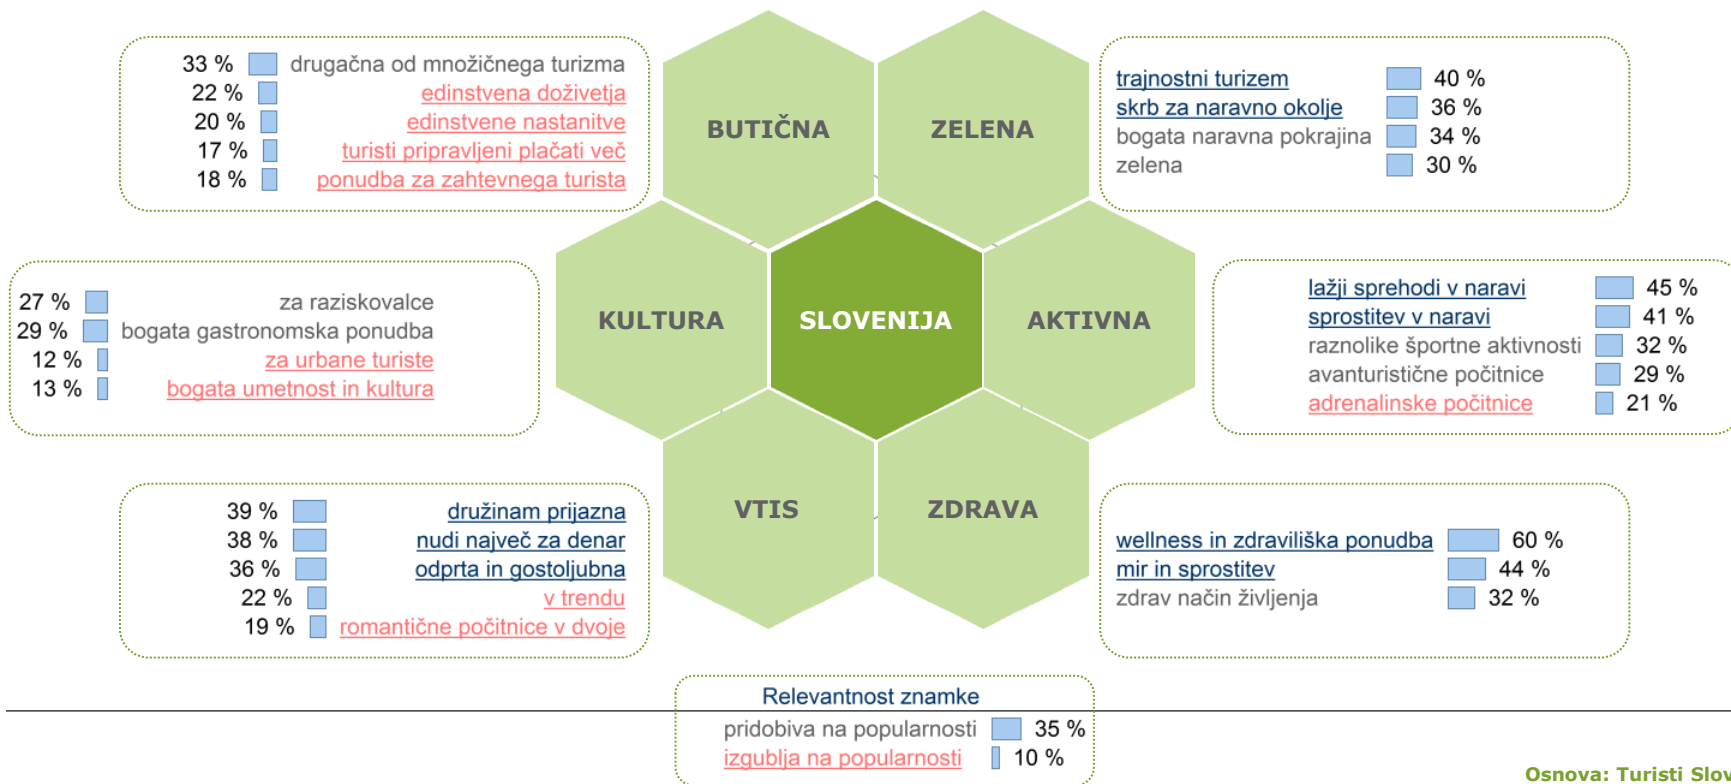 33 % drugačna od množičnega turizma
22 % edinstvena doživetja
20 % edinstvene nastanitve
17 % turisti pripravljeni plačati več
18 % ponudba za zahtevnega turista
BUTIČNA
ZELENA
trajnostni turizem 40 %
skrb za naravno okolje 36 %
bogata naravna pokrajina 34 %
zelena 30 %
27 % za raziskovalce
29 % bogata gastronomska ponudba
12 % za urbane turiste
13 % bogata umetnost in kultura
KULTURA
SLOVENIJA
AKTIVNA
lažji sprehodi v naravi 45 %
sprostitev v naravi 41 %
raznolike športne aktivnosti 32 %
avanturistične počitnice 29 %
adrenalinske počitnice 21 %
39 % družinam prijazna
38 % nudi največ za denar
36 % odprta in gostoljubna
22 % v trendu
19 % romantične počitnice v dvoje
VTIS
ZDRAVA
wellness in zdraviliška ponudba 60 %
mir in sprostitev 44 %
zdrav način življenja 32 %
Relevantnost znamke
pridobiva na popularnosti 35 %
izgublja na popularnosti 10 %
Osnova: Turisti Slov